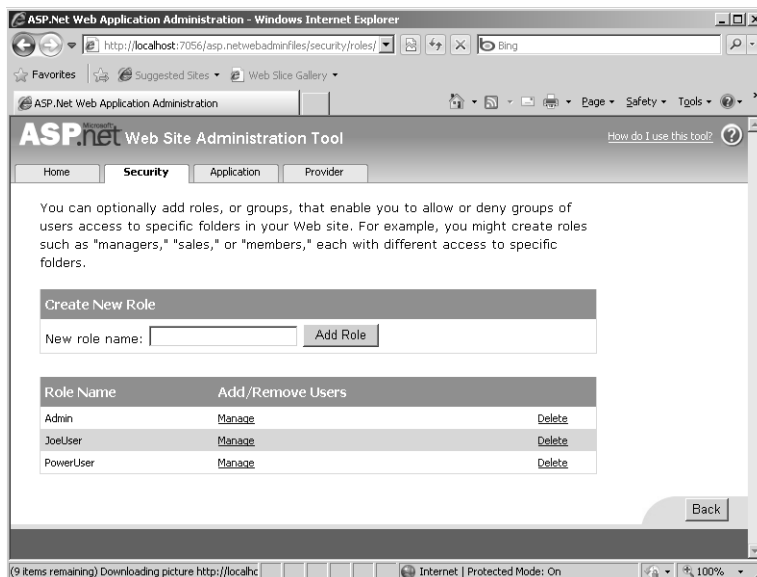 ASP.Net Web Application Administration - Windows Internet Explorer
http://localhost:7056/asp.netwebadminfiles/security/roles/
Bing
Favorites
Suggested Sites
Web Slice Gallery
ASP.Net Web Application Administration
Page
Safety
Tools
Microsoft
ASP.net Web Site Administration Tool
How do I use this tool? ?
Home
Security
Application
Provider
You can optionally add roles, or groups, that enable you to allow or deny groups of
users access to specific folders in your Web site. For example, you might create roles
such as "managers," "sales," or "members," each with different access to specific
folders.
Create New Role
New role name:
Add Role
Role Name Add/Remove Users
Admin Manage Delete
JoeUser Manage Delete
PowerUser Manage Delete
Back
(9 items remaining) Downloading picture http://localhc
Internet | Protected Mode: On
100%